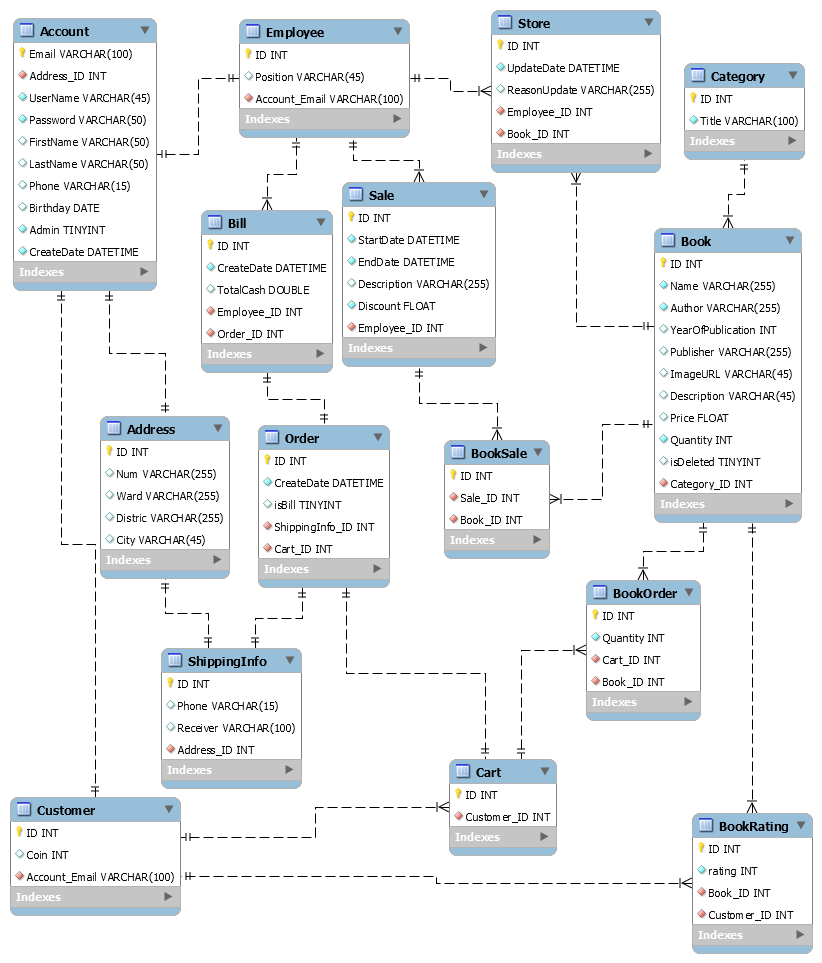 Account
Email VARCHAR(100)
Address_ID INT
UserName VARCHAR(45)
Password VARCHAR(50)
FirstName VARCHAR(50)
LastName VARCHAR(50)
Phone VARCHAR(15)
Birthday DATE
Admin TINYINT
CreateDate DATETIME
Indexes
Employee
ID INT
Position VARCHAR(45)
Account_Email VARCHAR(100)
Indexes
Store
ID INT
UpdateDate DATETIME
ReasonUpdate VARCHAR(255)
Employee_ID INT
Book_ID INT
Indexes
Category
ID INT
Title VARCHAR(100)
Indexes
Bill
ID INT
CreateDate DATETIME
TotalCash DOUBLE
Employee_ID INT
Order_ID INT
Indexes
Sale
ID INT
StartDate DATETIME
EndDate DATETIME
Description VARCHAR(255)
Discount FLOAT
Employee_ID INT
Indexes
Book
ID INT
Name VARCHAR(255)
Author VARCHAR(255)
YearOfPublication INT
Publisher VARCHAR(255)
ImageURL VARCHAR(45)
Description VARCHAR(45)
Price FLOAT
Quantity INT
isDeleted TINYINT
Category_ID INT
Indexes
Address
ID INT
Num VARCHAR(255)
Ward VARCHAR(255)
Distric VARCHAR(255)
City VARCHAR(45)
Indexes
Order
ID INT
CreateDate DATETIME
isBill TINYINT
ShippingInfo_ID INT
Cart_ID INT
Indexes
BookSale
ID INT
Sale_ID INT
Book_ID INT
Indexes
BookOrder
ID INT
Quantity INT
Cart_ID INT
Book_ID INT
Indexes
ShippingInfo
ID INT
Phone VARCHAR(15)
Receiver VARCHAR(100)
Address_ID INT
Indexes
Cart
ID INT
Customer_ID INT
Indexes
Customer
ID INT
Coin INT
Account_Email VARCHAR(100)
Indexes
BookRating
ID INT
rating INT
Book_ID INT
Customer_ID INT
Indexes